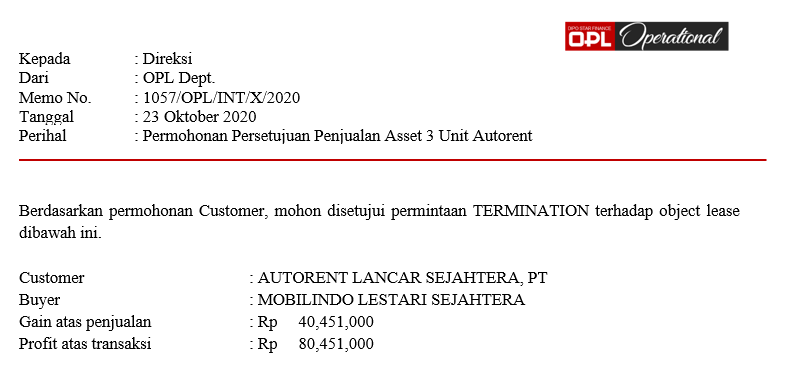 DIPO STAR FINANCE
OPL Operational
Kepada : Direksi
Dari : OPL Dept.
Memo No. : 1057/OPL/INT/X/2020
Tanggal : 23 Oktober 2020
Perihal : Permohonan Persetujuan Penjualan Asset 3 Unit Autorent
Berdasarkan permohonan Customer, mohon disetujui permintaan TERMINATION terhadap object lease
dibawah ini.
Customer : AUTORENT LANCAR SEJAHTERA, PT
Buyer : MOBILINDO LESTARI SEJAHTERA
Gain atas penjualan : Rp 40,451,000
Profit atas transaksi : Rp 80,451,000